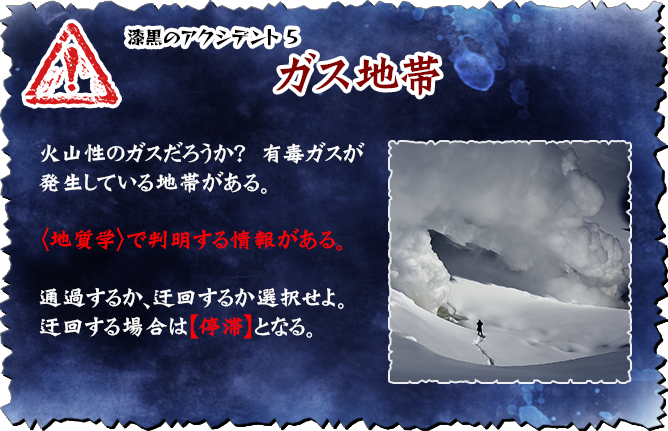 漆黒のアクシデント 5
ガス地帯
火山性のガスだろうか？　有毒ガスが
発生している地帯がある。
〈地質学〉で判明する情報がある。
通過するか、迂回するか選択せよ。
迂回する場合は【停滞】となる。